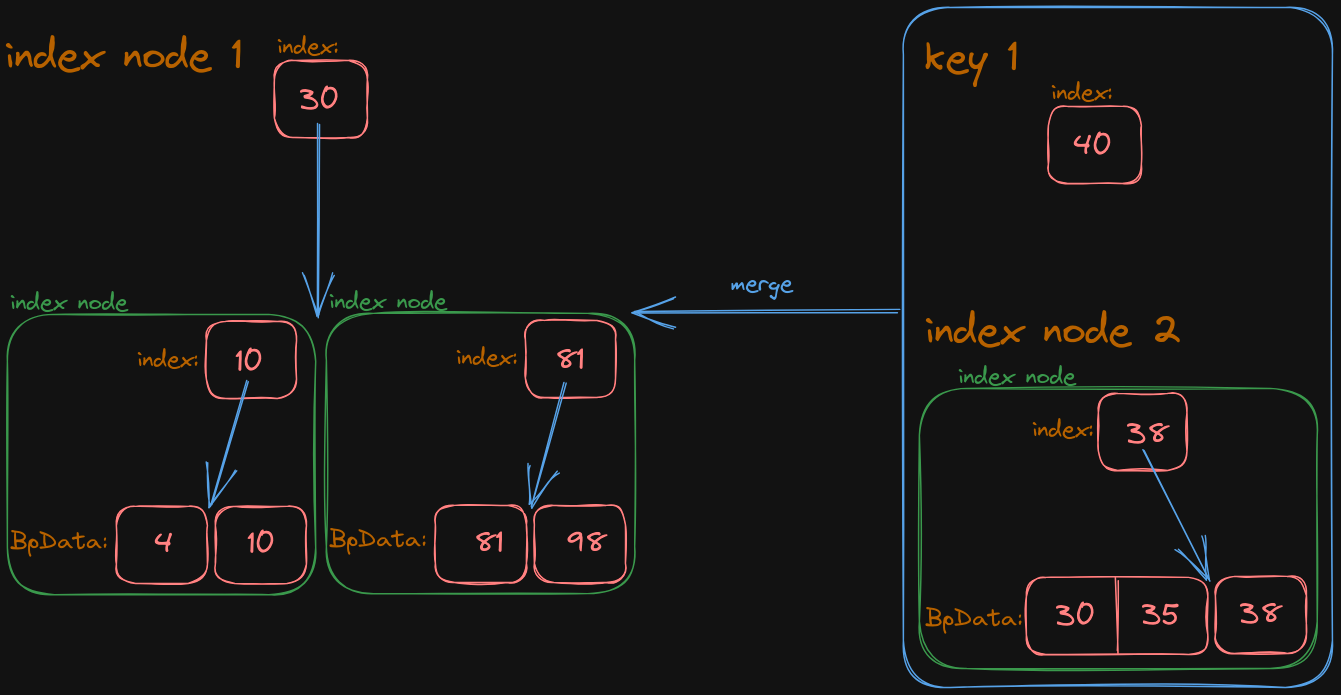 index node 1
index:
30
key 1
index:
40
merge
index node
index:
10
BpData:
4
10
index node
index:
81
BpData:
81
98
index node 2
index node
index:
38
BpData:
30
35
38